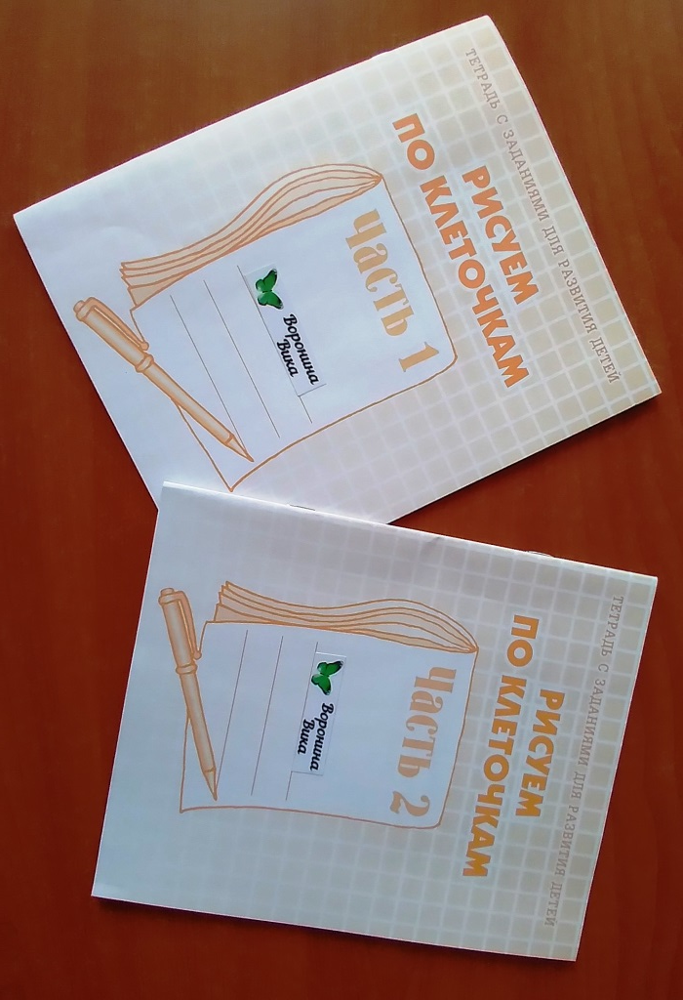 ТЕТРАДЬ С ЗАДАНИЯМИ ДЛЯ РАЗВИТИЯ ДЕТЕЙ
РИСУЕМ
ПО КЛЕТОЧКАМ
Часть 1
Воронина
Вика
ТЕТРАДЬ С ЗАДАНИЯМИ ДЛЯ РАЗВИТИЯ ДЕТЕЙ
РИСУЕМ
ПО КЛЕТОЧКАМ
Часть 2
Воронина
Вика